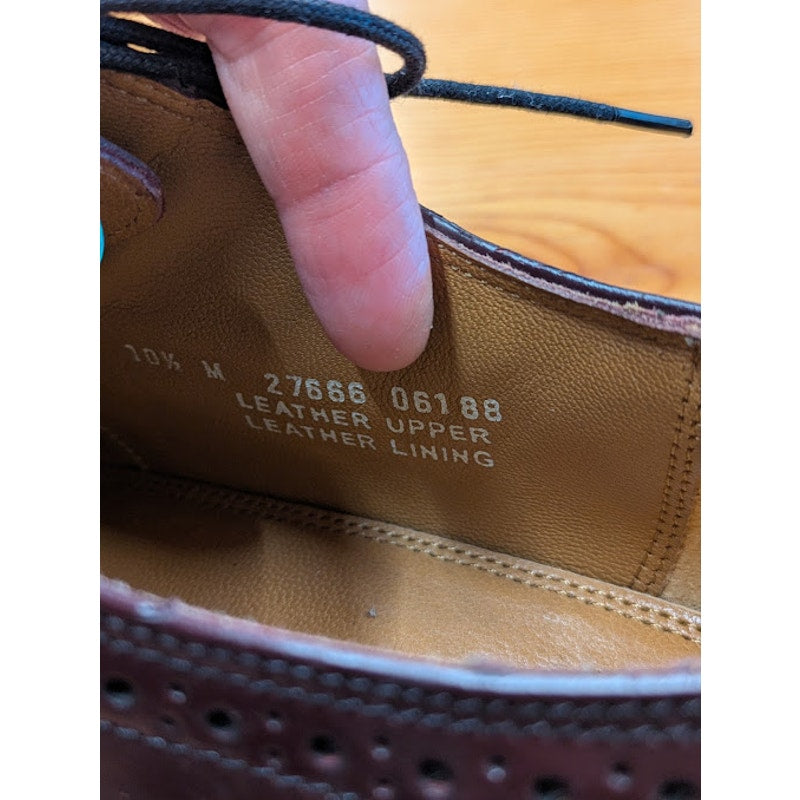 10½ M 27666 06188
LEATHER UPPER
LEATHER LINING